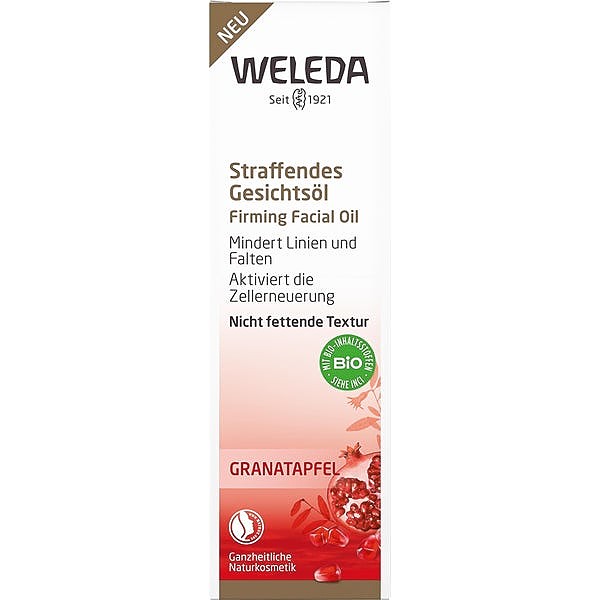 NEU
WELEDA
Seit 1921
Straffendes
Gesichtsöl
Firming Facial Oil
Mindert Linien und
Falten
Aktiviert die
Zellerneuerung
Nicht fettende Textur
MIT BIO-INHALTSSTOFFEN
BIO
SIEHE INCI
GRANATAPFEL
Ganzheitliche
Naturkosmetik